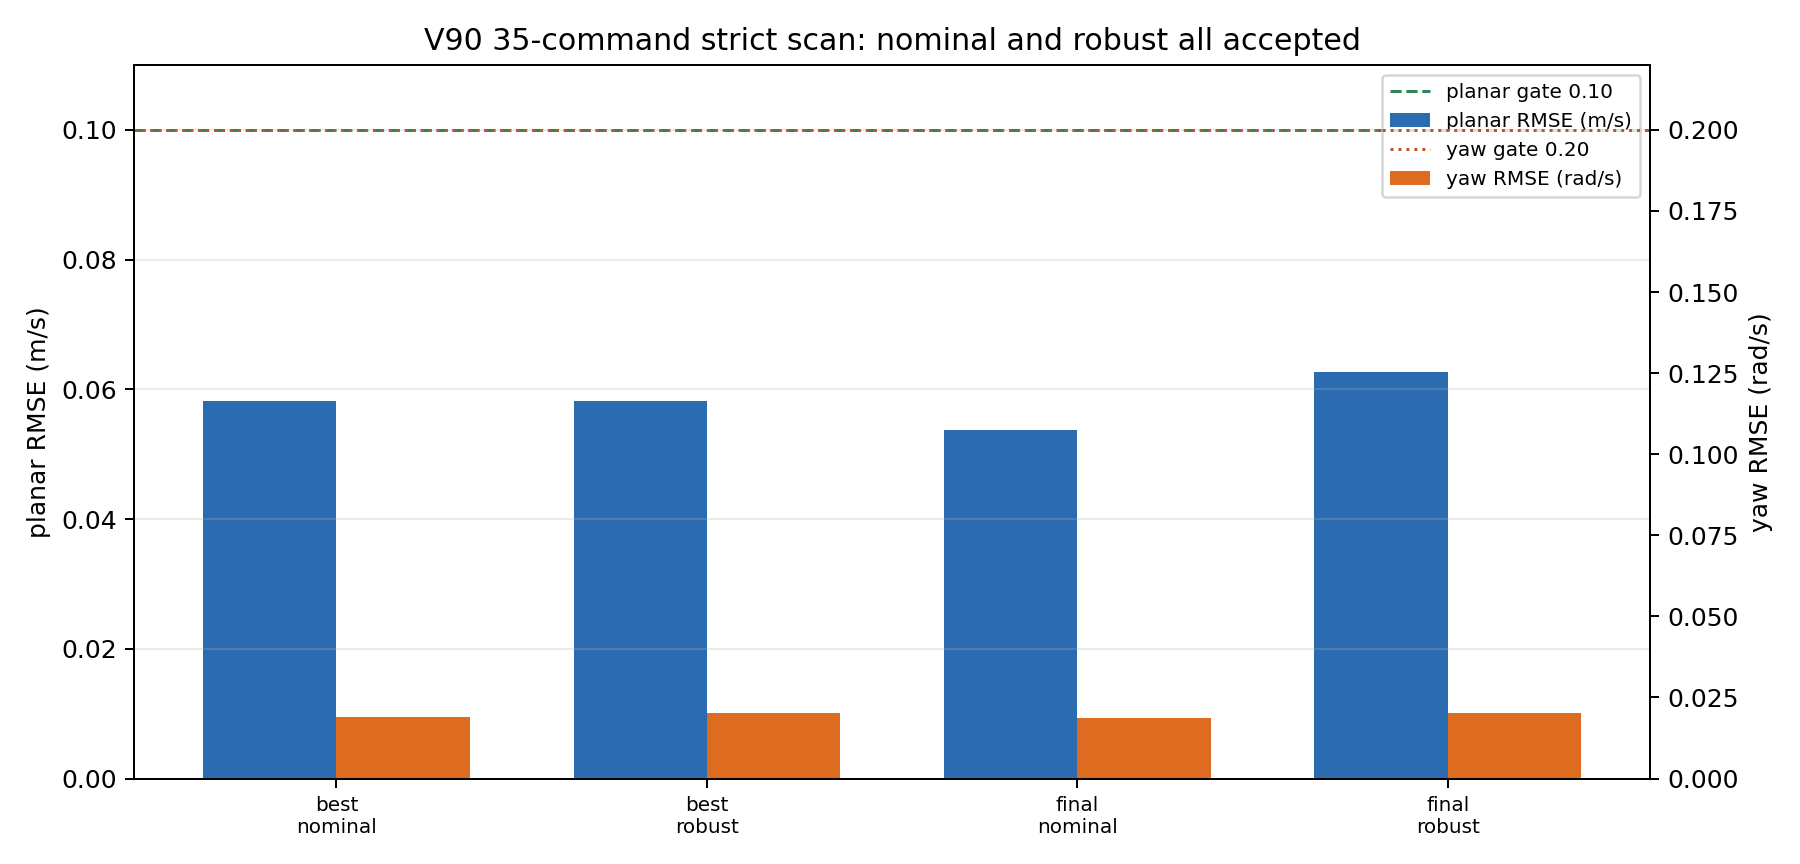 V90 35-command strict scan: nominal and robust all accepted
planar gate 0.10
planar RMSE (m/s)
yaw gate 0.20
yaw RMSE (rad/s)
planar RMSE (m/s)
0.10
0.08
0.06
0.04
0.02
0.00
0.200
0.175
0.150
0.125
0.100
0.075
0.050
0.025
0.000
yaw RMSE (rad/s)
best
nominal
best
robust
final
nominal
final
robust